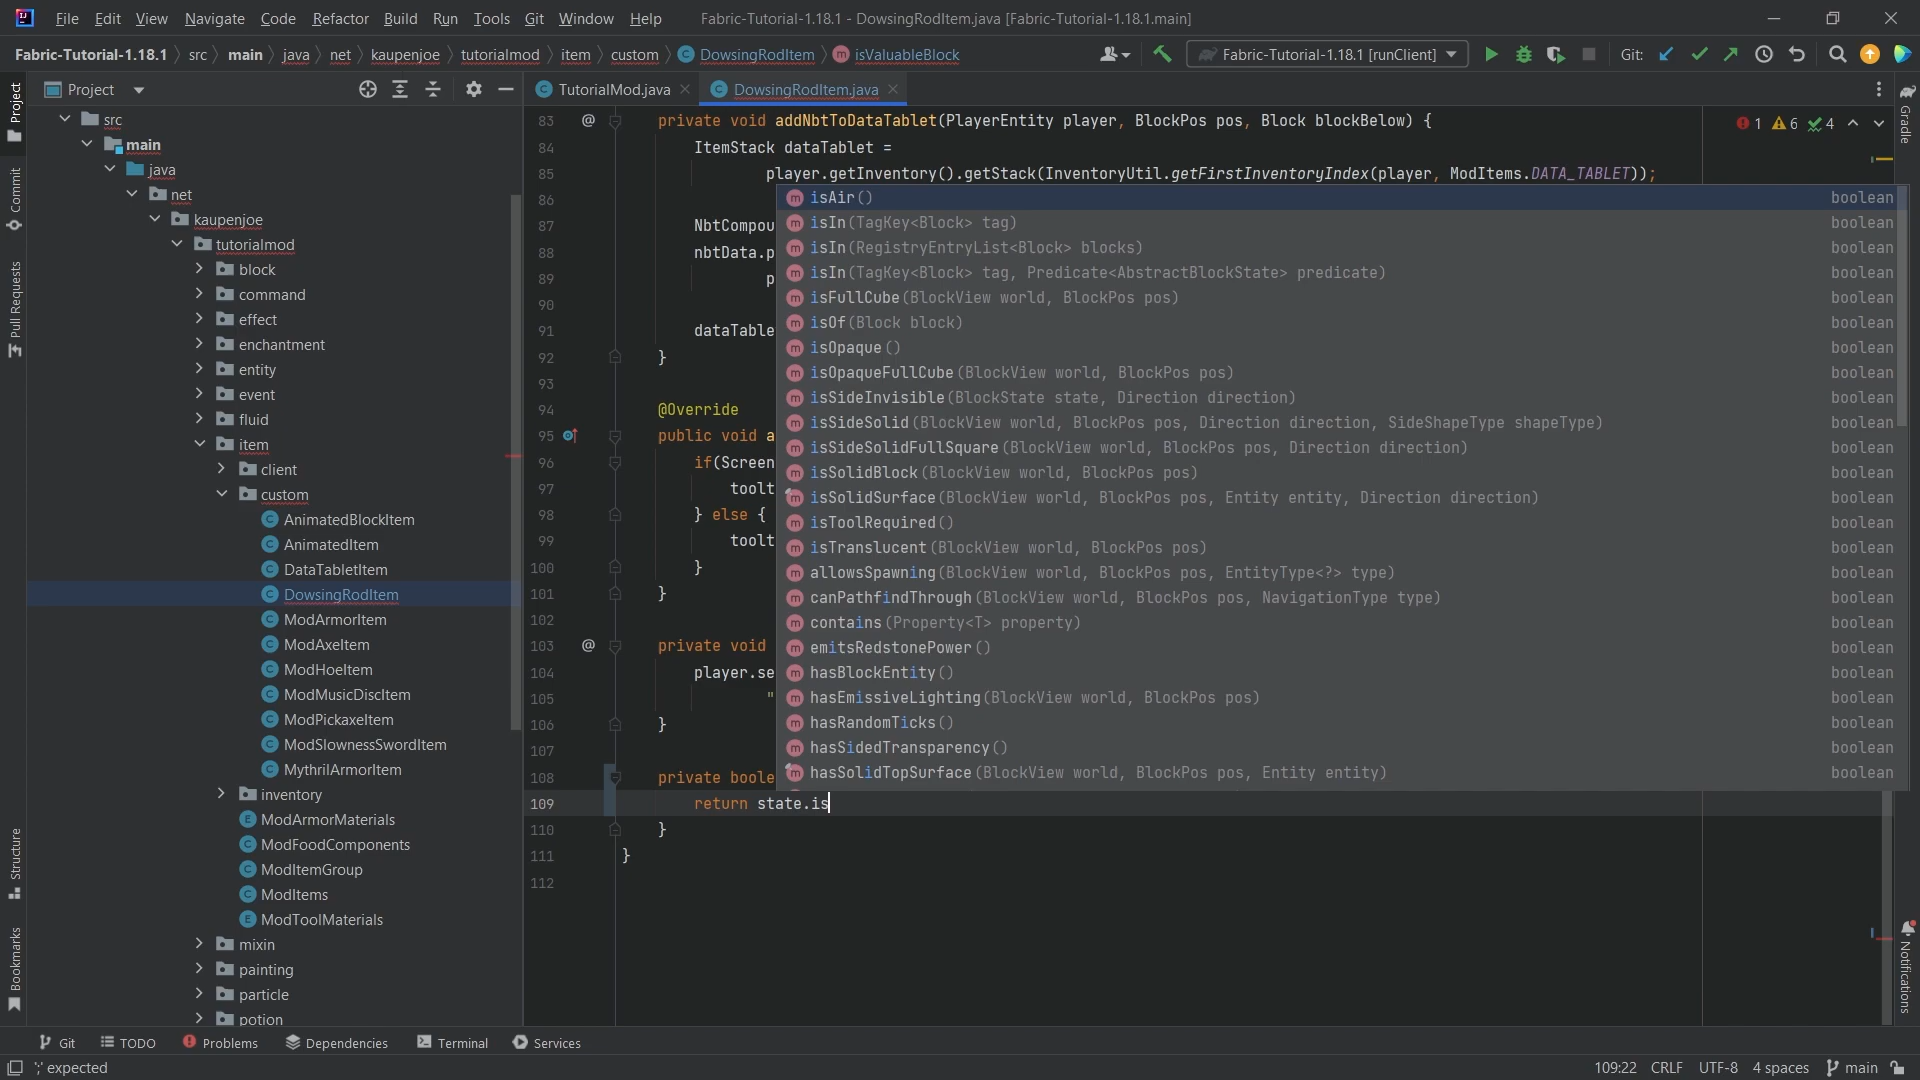 File Edit View Navigate Code Refactor Build Run Tools Git Window Help Fabric-Tutorial-1.18.1 - DowsingRodItem.java [Fabric-Tutorial-1.18.1.main]
Fabric-Tutorial-1.18.1 src main java net kaupenjoe tutorialmod item custom DowsingRodItem isValuableBlock Fabric-Tutorial-1.18.1 [runClient] Git:
Project
TutorialMod.java DowsingRodItem.java
Project
Commit
Pull Requests
Structure
Bookmarks
src
main
java
net
kaupenjoe
tutorialmod
block
command
effect
enchantment
entity
event
fluid
item
client
custom
AnimatedBlockItem
AnimatedItem
DataTabletItem
DowsingRodItem
ModArmorItem
ModAxeItem
ModHoeItem
ModMusicDiscItem
ModPickaxeItem
ModSlownessSwordItem
MythrilArmorItem
inventory
ModArmorMaterials
ModFoodComponents
ModItemGroup
ModItems
ModToolMaterials
mixin
painting
particle
potion
1 6 4
83 @ private void addNbtToDataTablet(PlayerEntity player, BlockPos pos, Block blockBelow) {
84 ItemStack dataTablet =
85 player.getInventory().getStack(InventoryUtil.getFirstInventoryIndex(player, ModItems.DATA_TABLET));
86
87 NbtCompou
88 nbtData.p
89 p
90
91 dataTable
92 }
93
94 @Override
95 public void a
96 if(Screen
97 toolt
98 } else {
99 toolt
100 }
101 }
102
103 @ private void
104 player.se
105 "
106 }
107
108 private boole
109 return state.is
110 }
111 }
112
isAir() boolean
isIn(TagKey<Block> tag) boolean
isIn(RegistryEntryList<Block> blocks) boolean
isIn(TagKey<Block> tag, Predicate<AbstractBlockState> predicate) boolean
isFullCube(BlockView world, BlockPos pos) boolean
isOf(Block block) boolean
isOpaque() boolean
isOpaqueFullCube(BlockView world, BlockPos pos) boolean
isSideInvisible(BlockState state, Direction direction) boolean
isSideSolid(BlockView world, BlockPos pos, Direction direction, SideShapeType shapeType) boolean
isSideSolidFullSquare(BlockView world, BlockPos pos, Direction direction) boolean
isSolidBlock(BlockView world, BlockPos pos) boolean
isSolidSurface(BlockView world, BlockPos pos, Entity entity, Direction direction) boolean
isToolRequired() boolean
isTranslucent(BlockView world, BlockPos pos) boolean
allowsSpawning(BlockView world, BlockPos pos, EntityType<?> type) boolean
canPathfindThrough(BlockView world, BlockPos pos, NavigationType type) boolean
contains(Property<T> property) boolean
emitsRedstonePower() boolean
hasBlockEntity() boolean
hasEmissiveLighting(BlockView world, BlockPos pos) boolean
hasRandomTicks() boolean
hasSidedTransparency() boolean
hasSolidTopSurface(BlockView world, BlockPos pos, Entity entity) boolean
Gradle
Notifications
Git TODO Problems Dependencies Terminal Services
';' expected 109:22 CRLF UTF-8 4 spaces main